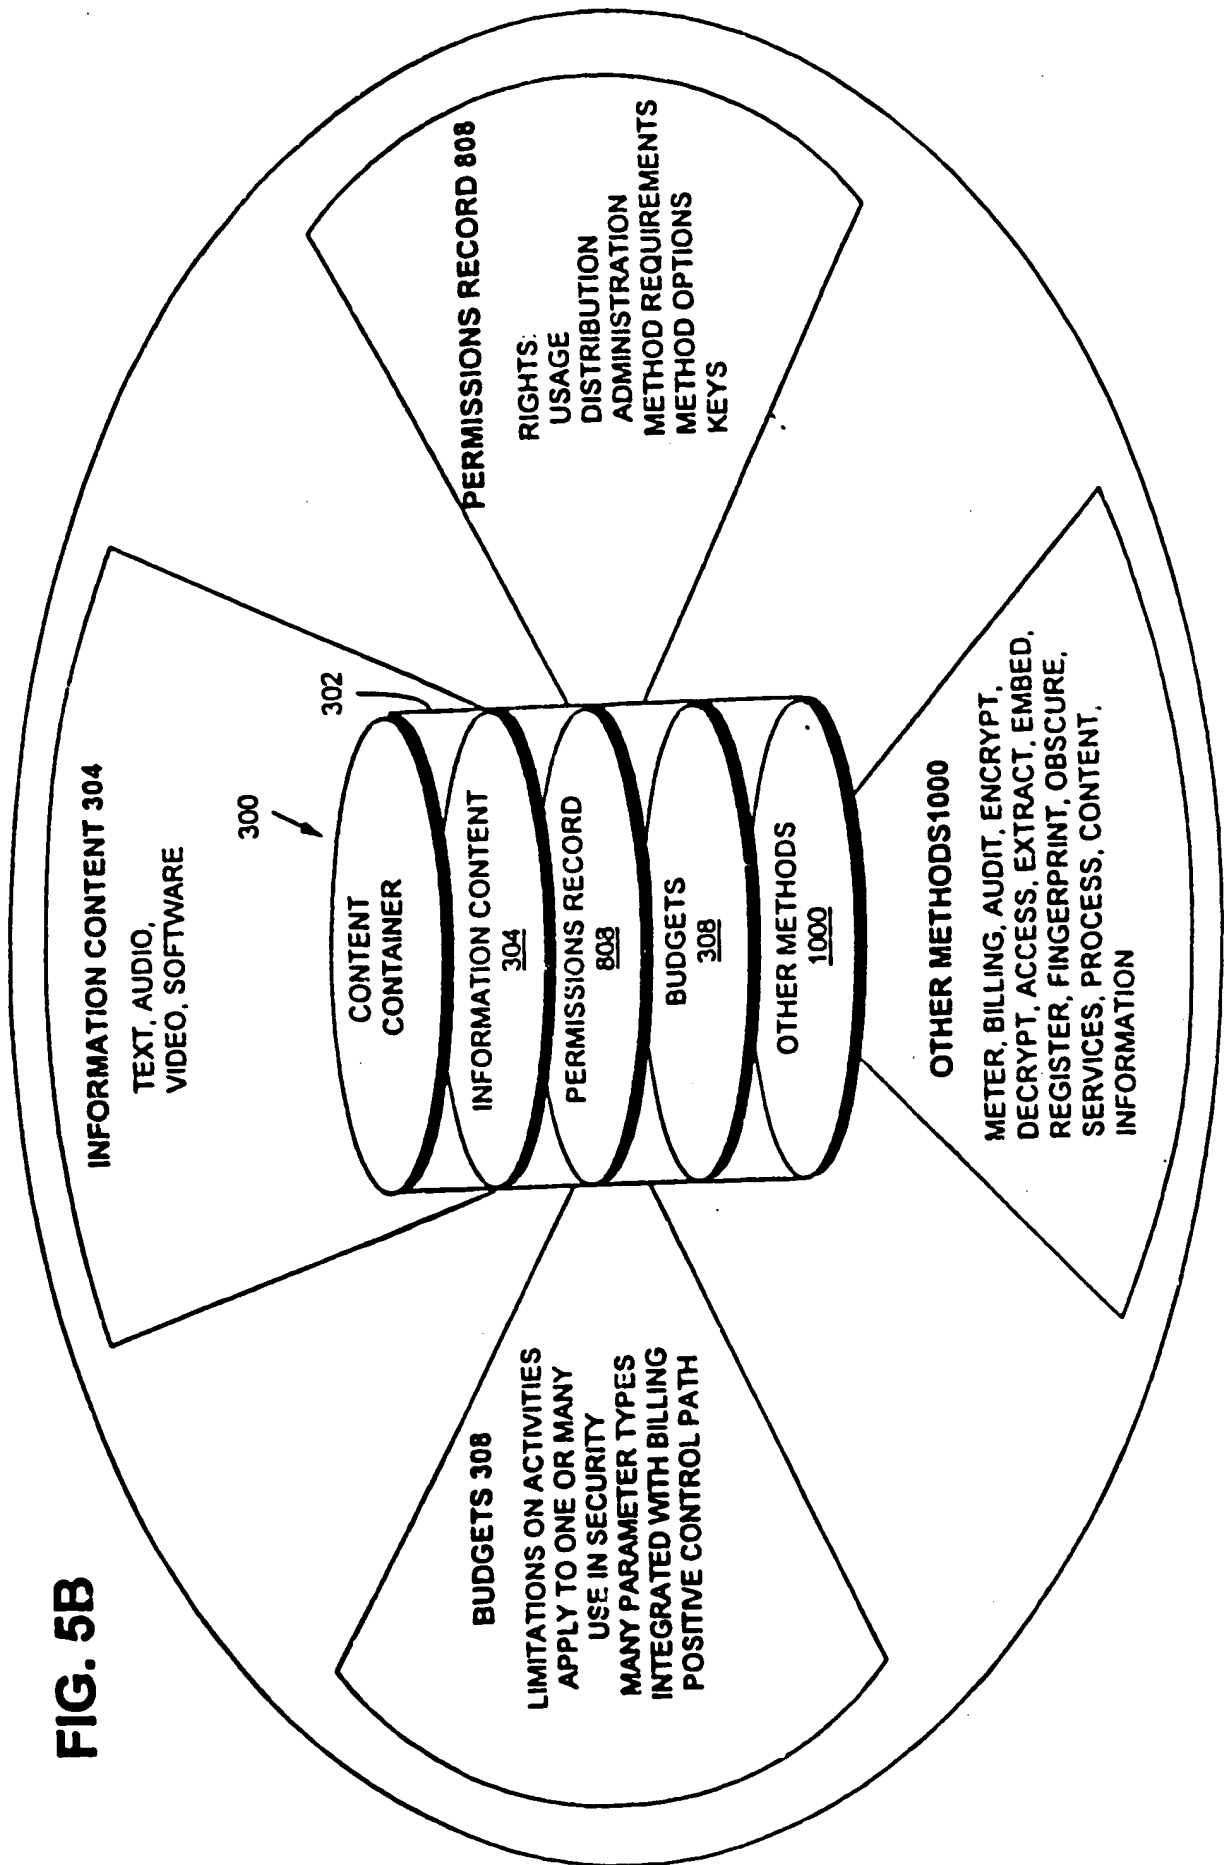 FIG. 5B
INFORMATION CONTENT 304
TEXT, AUDIO,
VIDEO, SOFTWARE
BUDGETS 308
LIMITATIONS ON ACTIVITIES
APPLY TO ONE OR MANY
USE IN SECURITY
MANY PARAMETER TYPES
INTEGRATED WITH BILLING
POSITIVE CONTROL PATH
300
302
CONTENT
CONTAINER
INFORMATION CONTENT
304
PERMISSIONS RECORD
808
BUDGETS
308
OTHER METHODS
1000
PERMISSIONS RECORD 808
RIGHTS:
USAGE
DISTRIBUTION
ADMINISTRATION
METHOD REQUIREMENTS
METHOD OPTIONS
KEYS
OTHER METHODS1000
METER, BILLING, AUDIT, ENCRYPT,
DECRYPT, ACCESS, EXTRACT, EMBED,
REGISTER, FINGERPRINT, OBSCURE,
SERVICES, PROCESS, CONTENT,
INFORMATION